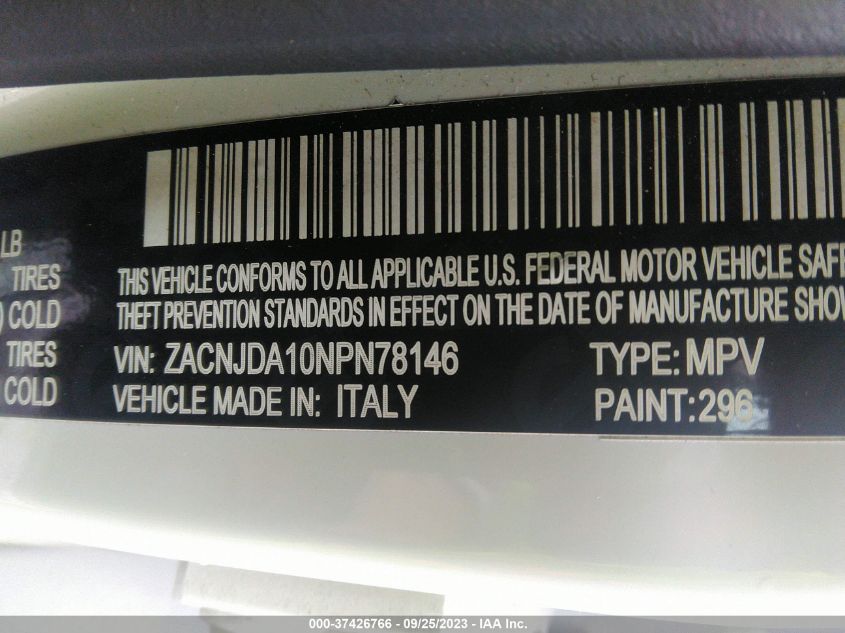 LB
TIRES
) COLD
TIRES
COLD
THIS VEHICLE CONFORMS TO ALL APPLICABLE U.S. FEDERAL MOTOR VEHICLE SAFE
THEFT PREVENTION STANDARDS IN EFFECT ON THE DATE OF MANUFACTURE SHOW
VIN: ZACNJDA10NPN78146 TYPE: MPV
VEHICLE MADE IN: ITALY PAINT: 296
000-37426766 - 09/25/2023 - IAA Inc.